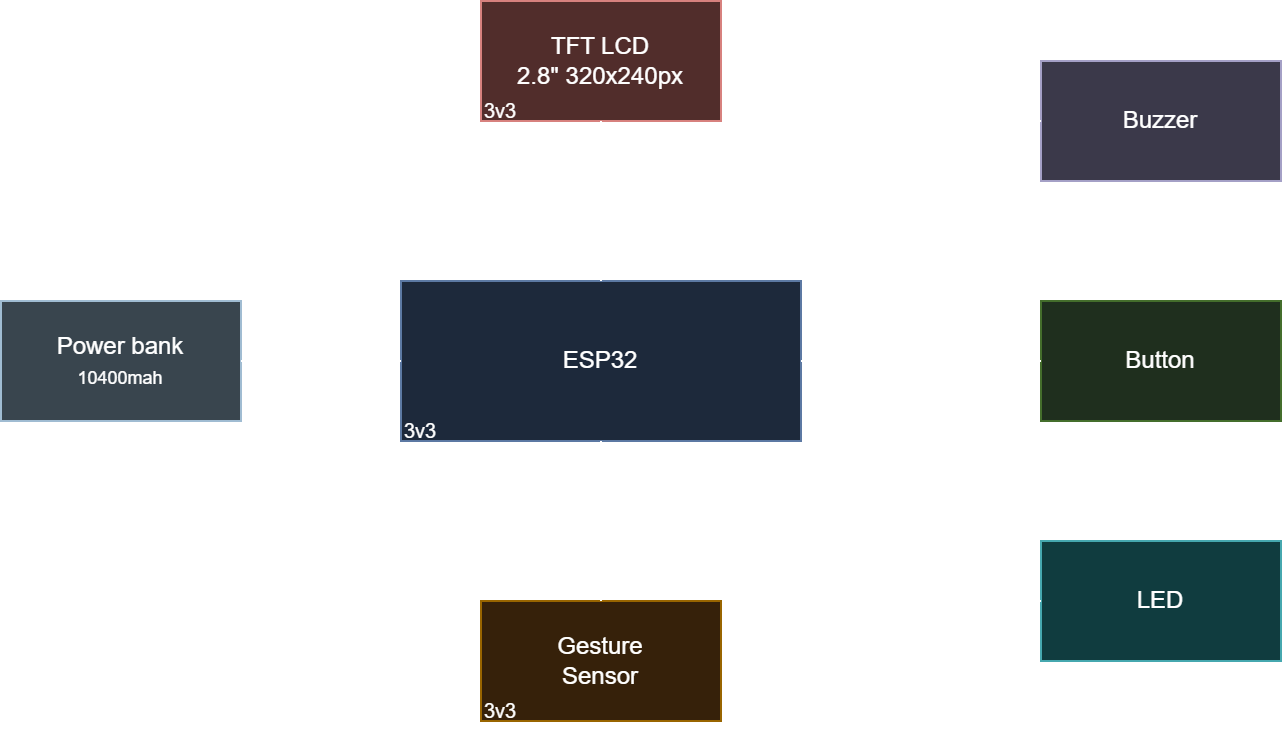 TFT LCD
2.8" 320x240px
3v3
Buzzer
Power bank
10400mah
ESP32
3v3
Button
LED
Gesture
Sensor
3v3